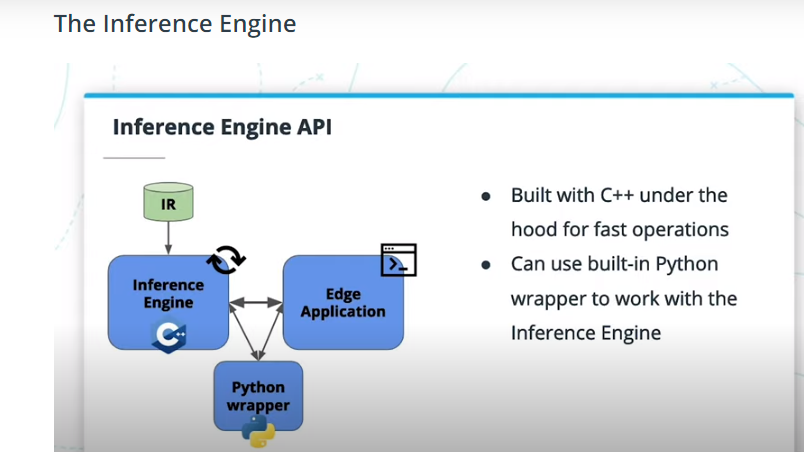 The Inference Engine
Inference Engine API
IR
Inference
Engine
C++
Edge
Application
Python
wrapper
● Built with C++ under the
hood for fast operations
● Can use built-in Python
wrapper to work with the
Inference Engine